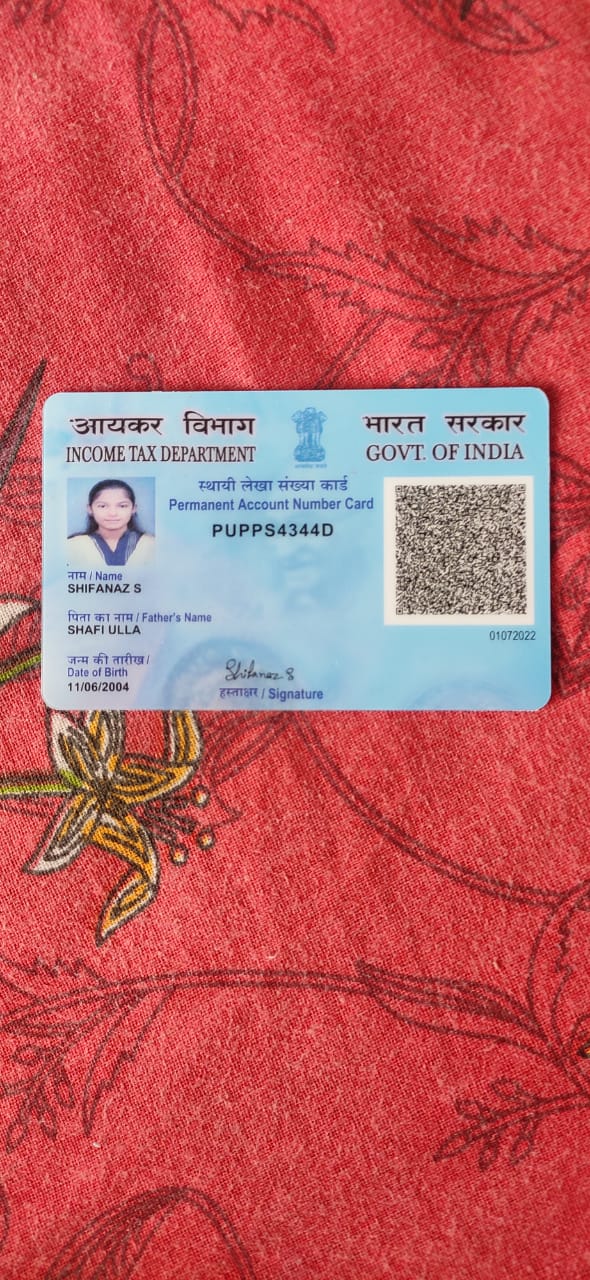 आयकर विभाग
INCOME TAX DEPARTMENT
भारत सरकार
GOVT. OF INDIA
स्थायी लेखा संख्या कार्ड
Permanent Account Number Card
PUPPS4344D
नाम / Name
SHIFANAZ S
पिता का नाम / Father's Name
SHAFI ULLA
जन्म की तारीख /
Date of Birth
11/06/2004
Shifanaz S
हस्ताक्षर / Signature
01072022